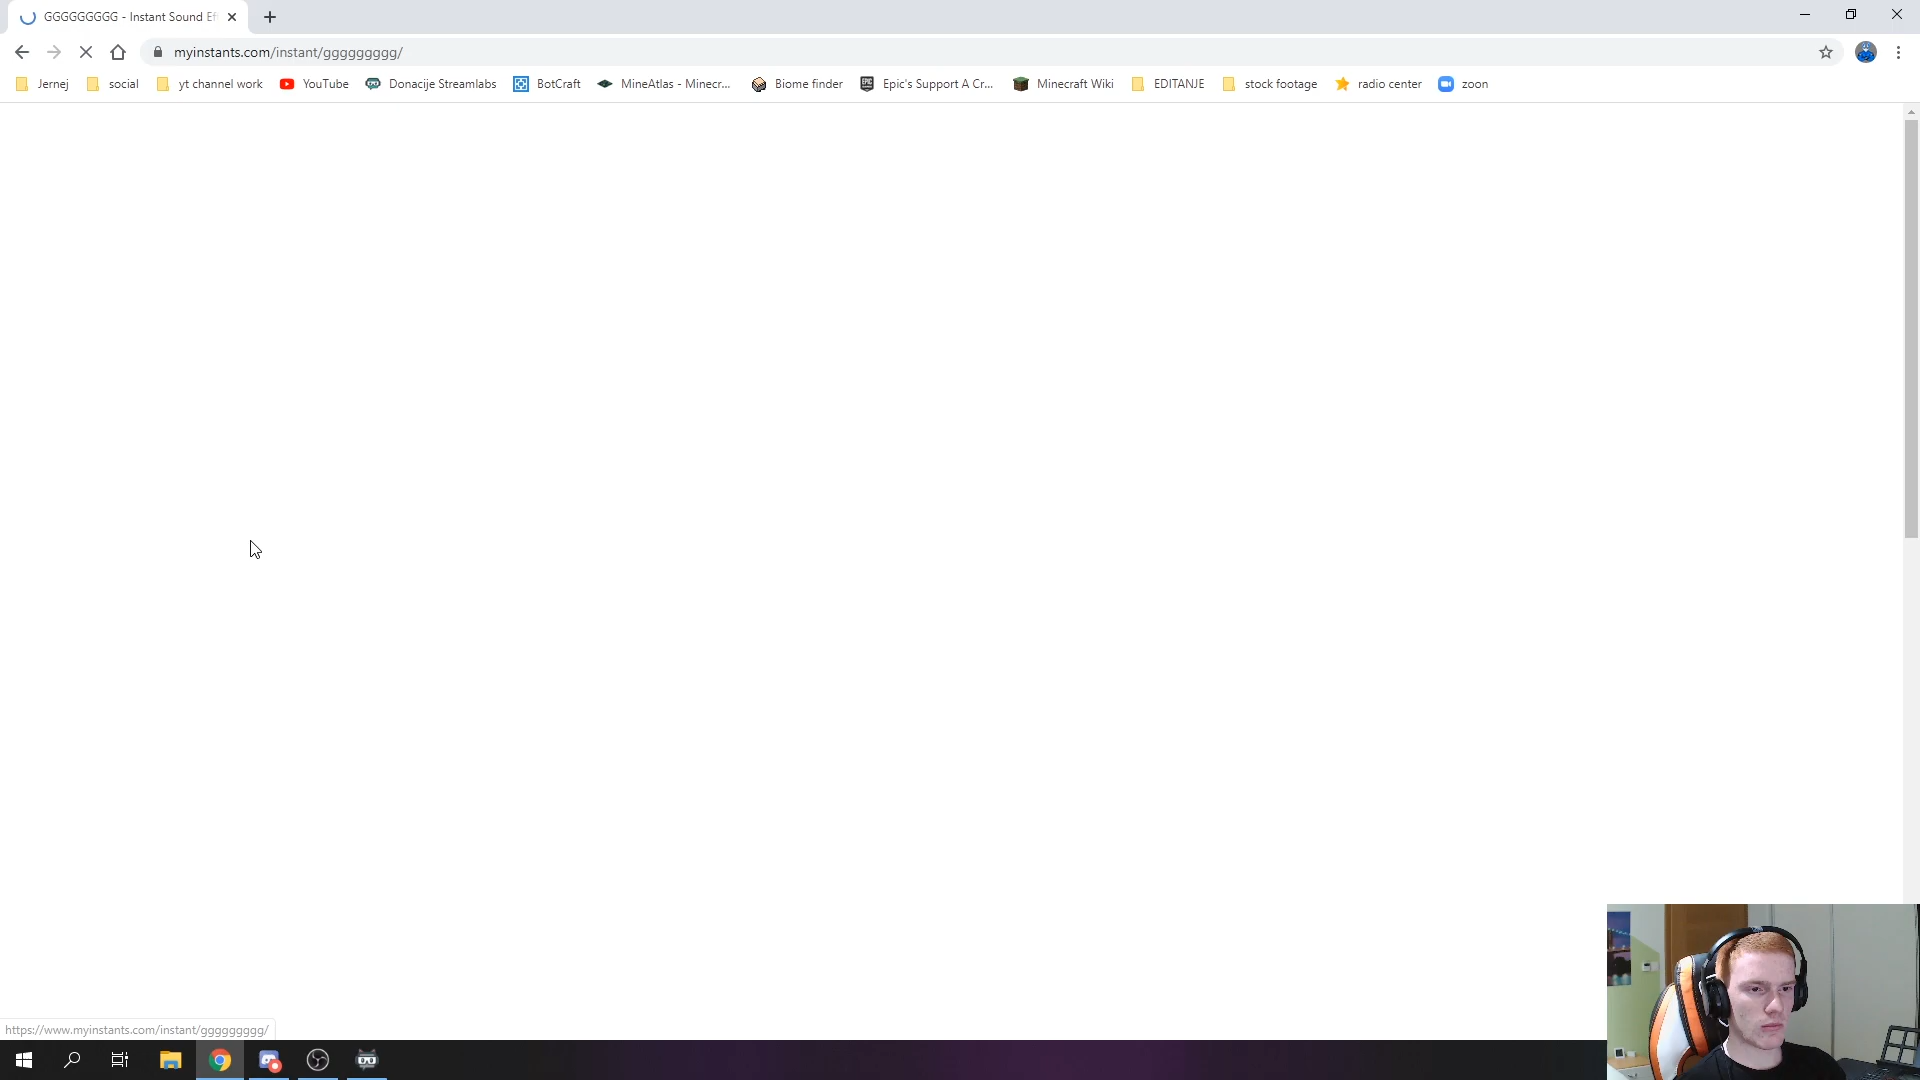 GGGGGGGGG - Instant Sound Ef
myinstants.com/instant/ggggggggg/
Jernej social yt channel work YouTube Donacije Streamlabs BotCraft MineAtlas - Minecr... Biome finder Epic's Support A Cr... Minecraft Wiki EDITANJE stock footage radio center zoon
https://www.myinstants.com/instant/ggggggggg/